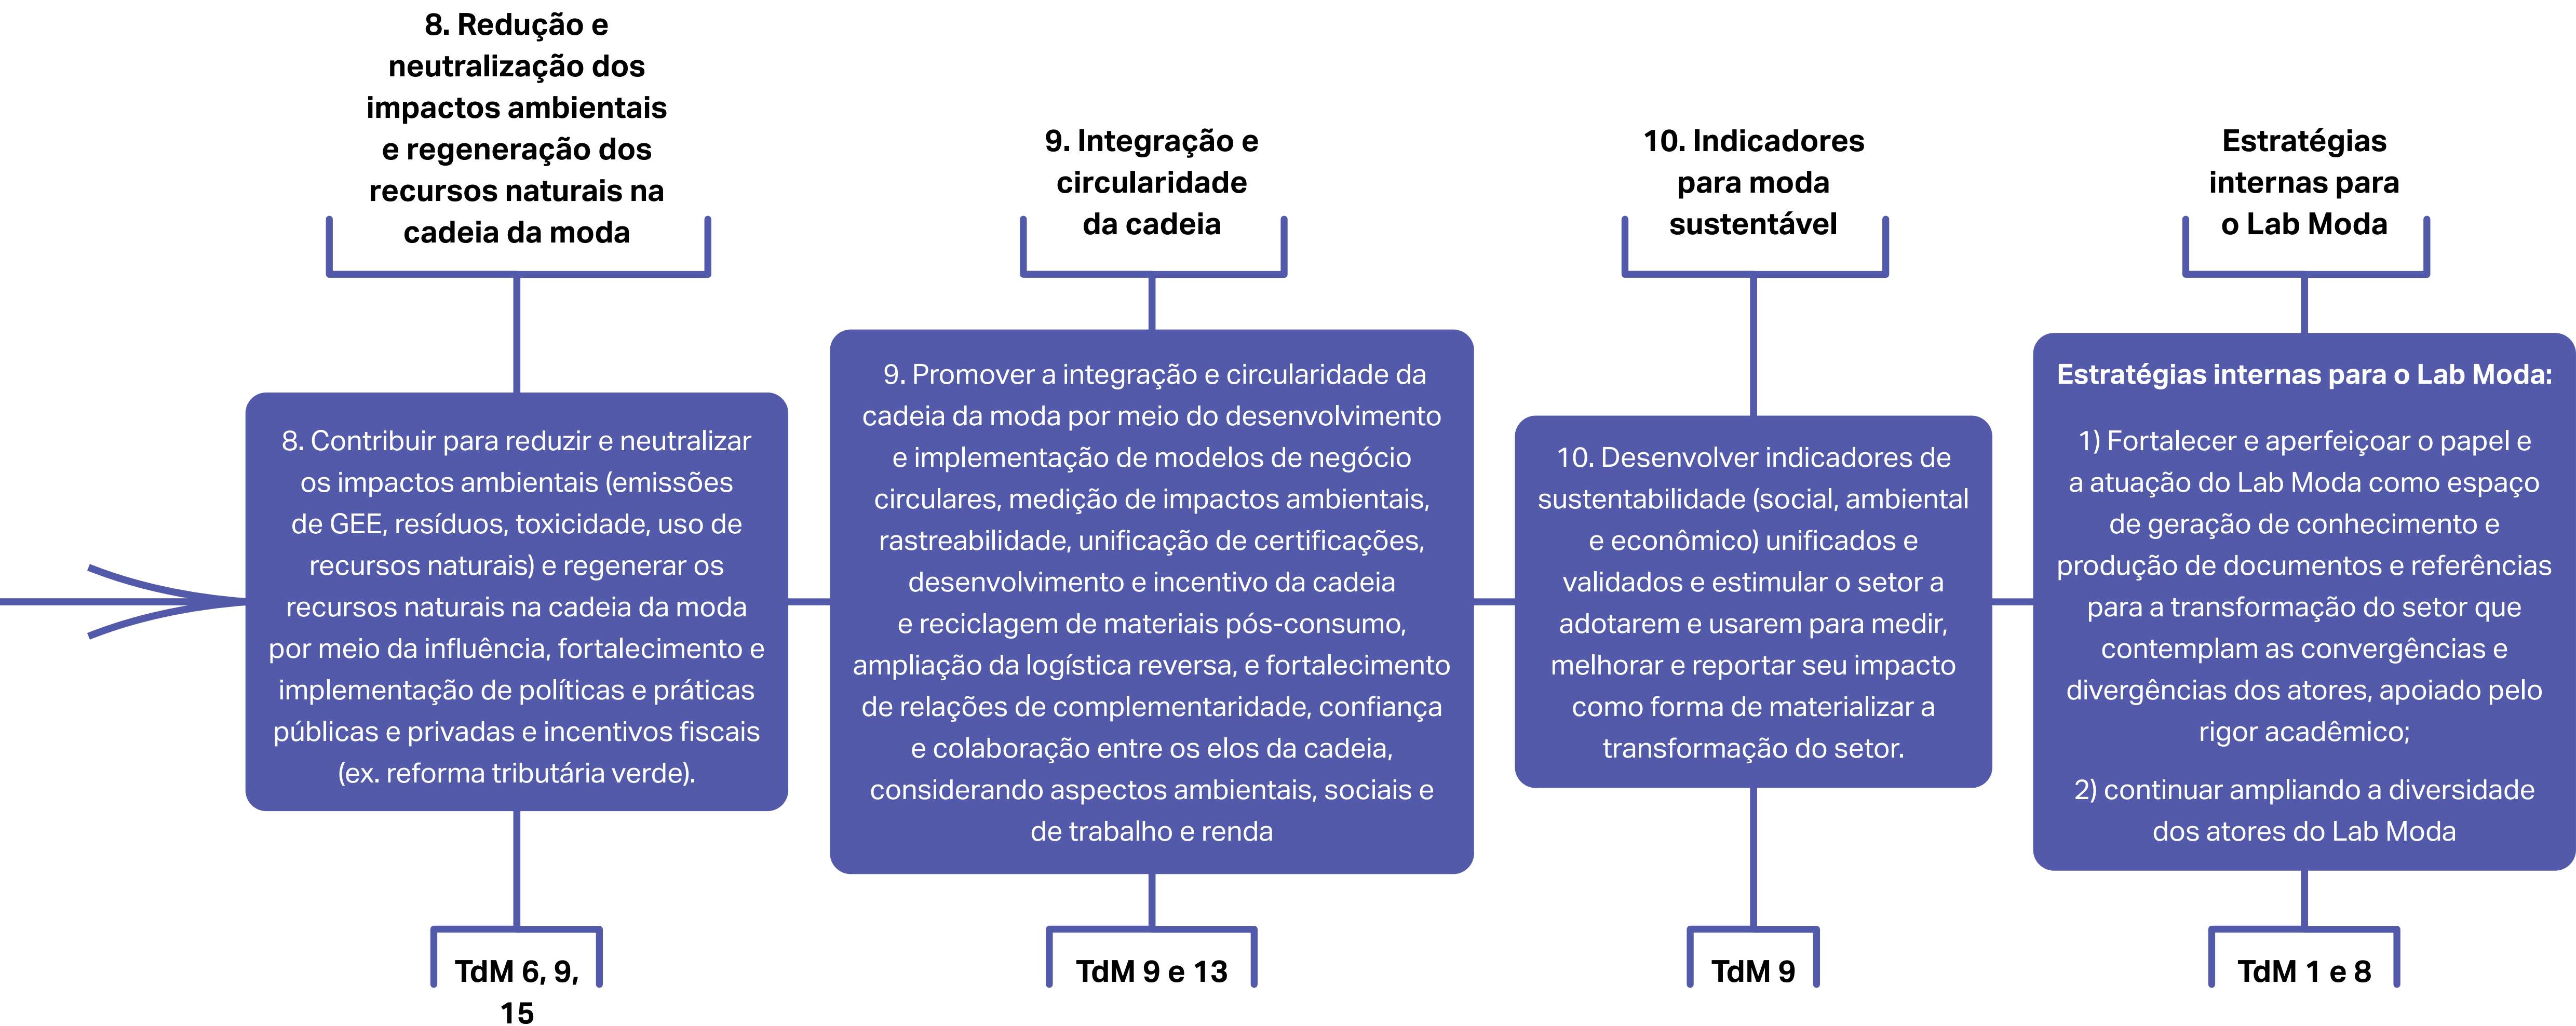 8. Redução e
neutralização dos
impactos ambientais
e regeneração dos
recursos naturais na
cadeia da moda
8. Contribuir para reduzir e neutralizar
os impactos ambientais (emissões
de GEE, resíduos, toxicidade, uso de
recursos naturais) e regenerar os
recursos naturais na cadeia da moda
por meio da influência, fortalecimento e
implementação de políticas e práticas
públicas e privadas e incentivos fiscais
(ex. reforma tributária verde).
TdM 6, 9,
15
9. Integração e
circularidade
da cadeia
9. Promover a integração e circularidade da
cadeia da moda por meio do desenvolvimento
e implementação de modelos de negócio
circulares, medição de impactos ambientais,
rastreabilidade, unificação de certificações,
desenvolvimento e incentivo da cadeia
e reciclagem de materiais pós-consumo,
ampliação da logística reversa, e fortalecimento
de relações de complementaridade, confiança
e colaboração entre os elos da cadeia,
considerando aspectos ambientais, sociais e
de trabalho e renda
TdM 9 e 13
10. Indicadores
para moda
sustentável
10. Desenvolver indicadores de
sustentabilidade (social, ambiental
e econômico) unificados e
validados e estimular o setor a
adotarem e usarem para medir,
melhorar e reportar seu impacto
como forma de materializar a
transformação do setor.
TdM 9
Estratégias
internas para
o Lab Moda
Estratégias internas para o Lab Moda:
1) Fortalecer e aperfeiçoar o papel e
a atuação do Lab Moda como espaço
de geração de conhecimento e
produção de documentos e referências
para a transformação do setor que
contemplam as convergências e
divergências dos atores, apoiado pelo
rigor acadêmico;
2) continuar ampliando a diversidade
dos atores do Lab Moda
TdM 1 e 8